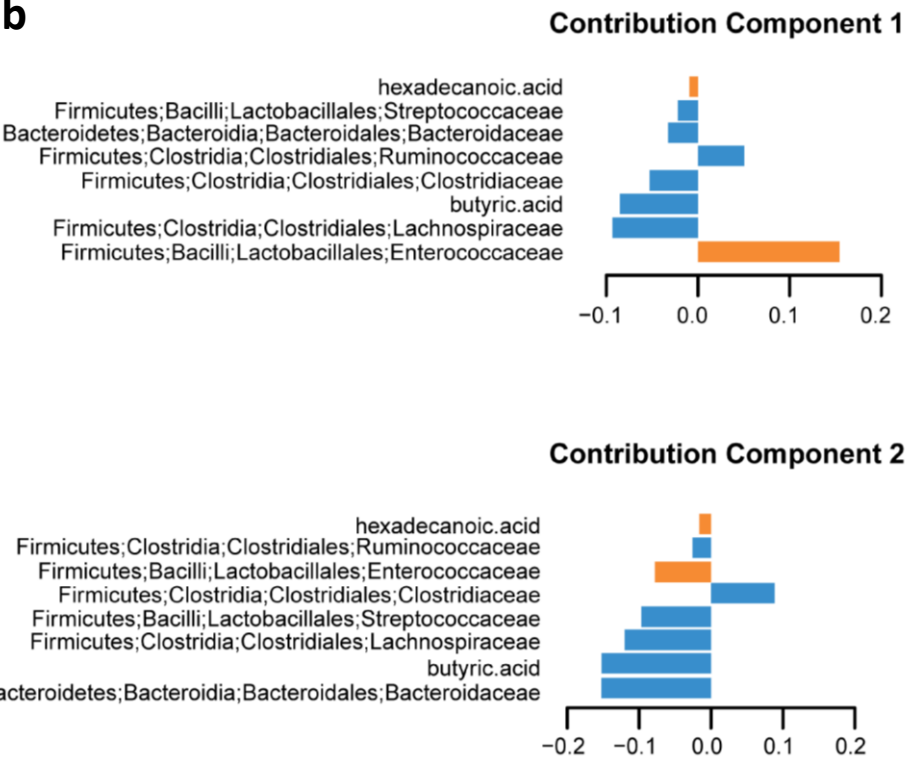 b
Contribution Component 1
hexadecanoic.acid
Firmicutes;Bacilli;Lactobacillales;Streptococcaceae
Bacteroidetes;Bacteroidia;Bacteroidales;Bacteroidaceae
Firmicutes;Clostridia;Clostridiales;Ruminococcaceae
Firmicutes;Clostridia;Clostridiales;Clostridiaceae
butyric.acid
Firmicutes;Clostridia;Clostridiales;Lachnospiraceae
Firmicutes;Bacilli;Lactobacillales;Enterococcaceae
−0.1 0.0 0.1 0.2
Contribution Component 2
hexadecanoic.acid
Firmicutes;Clostridia;Clostridiales;Ruminococcaceae
Firmicutes;Bacilli;Lactobacillales;Enterococcaceae
Firmicutes;Clostridia;Clostridiales;Clostridiaceae
Firmicutes;Bacilli;Lactobacillales;Streptococcaceae
Firmicutes;Clostridia;Clostridiales;Lachnospiraceae
butyric.acid
acteroidetes;Bacteroidia;Bacteroidales;Bacteroidaceae
−0.2 −0.1 0.0 0.1 0.2